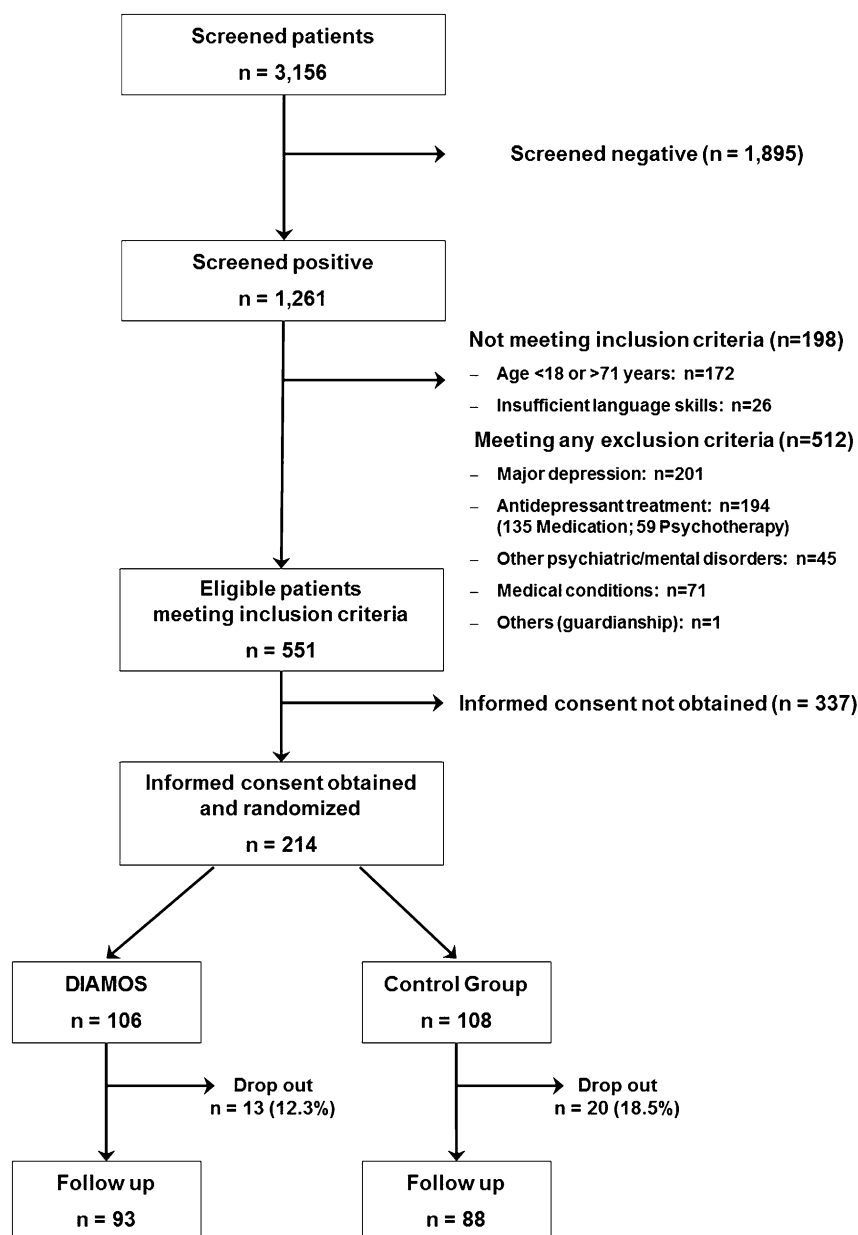 Screened patients
n = 3,156
Screened negative (n = 1,895)
Screened positive
n = 1,261
Not meeting inclusion criteria (n=198)
– Age <18 or >71 years: n=172
– Insufficient language skills: n=26
Meeting any exclusion criteria (n=512)
– Major depression: n=201
– Antidepressant treatment: n=194
(135 Medication; 59 Psychotherapy)
– Other psychiatric/mental disorders: n=45
– Medical conditions: n=71
– Others (guardianship): n=1
Eligible patients
meeting inclusion criteria
n = 551
Informed consent not obtained (n = 337)
Informed consent obtained
and randomized
n = 214
DIAMOS
n = 106
Control Group
n = 108
Drop out
n = 13 (12.3%)
Drop out
n = 20 (18.5%)
Follow up
n = 93
Follow up
n = 88